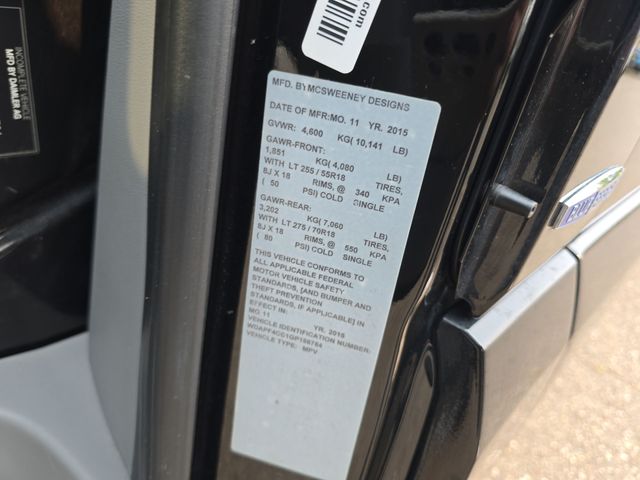 .com
INCOMPLETE VEHICLE
MFD BY DAIMLER AG
MFD. BY MCSWEENEY DESIGNS
DATE OF MFR: MO. 11 YR. 2015
GVWR: 4,600 KG( 10,141 LB)
GAWR-FRONT:
1,851 KG( 4,080 LB)
WITH LT 255 / 55R18 TIRES,
8J X 18 RIMS, @ 340 KPA
( 50 PSI) COLD SINGLE
GAWR-REAR:
3,202 KG( 7,060 LB)
WITH LT 275 / 70R18 TIRES,
8J X 18 RIMS, @ 550 KPA
( 80 PSI) COLD SINGLE
THIS VEHICLE CONFORMS TO
ALL APPLICABLE FEDERAL
MOTOR VEHICLE SAFETY
STANDARDS, [AND BUMPER AND
THEFT PREVENTION
STANDARDS, IF APPLICABLE] IN
MO. 11 YR. 2015
VEHICLE IDENTIFICATION NUMBER:
VEHICLE TYPE: MPV